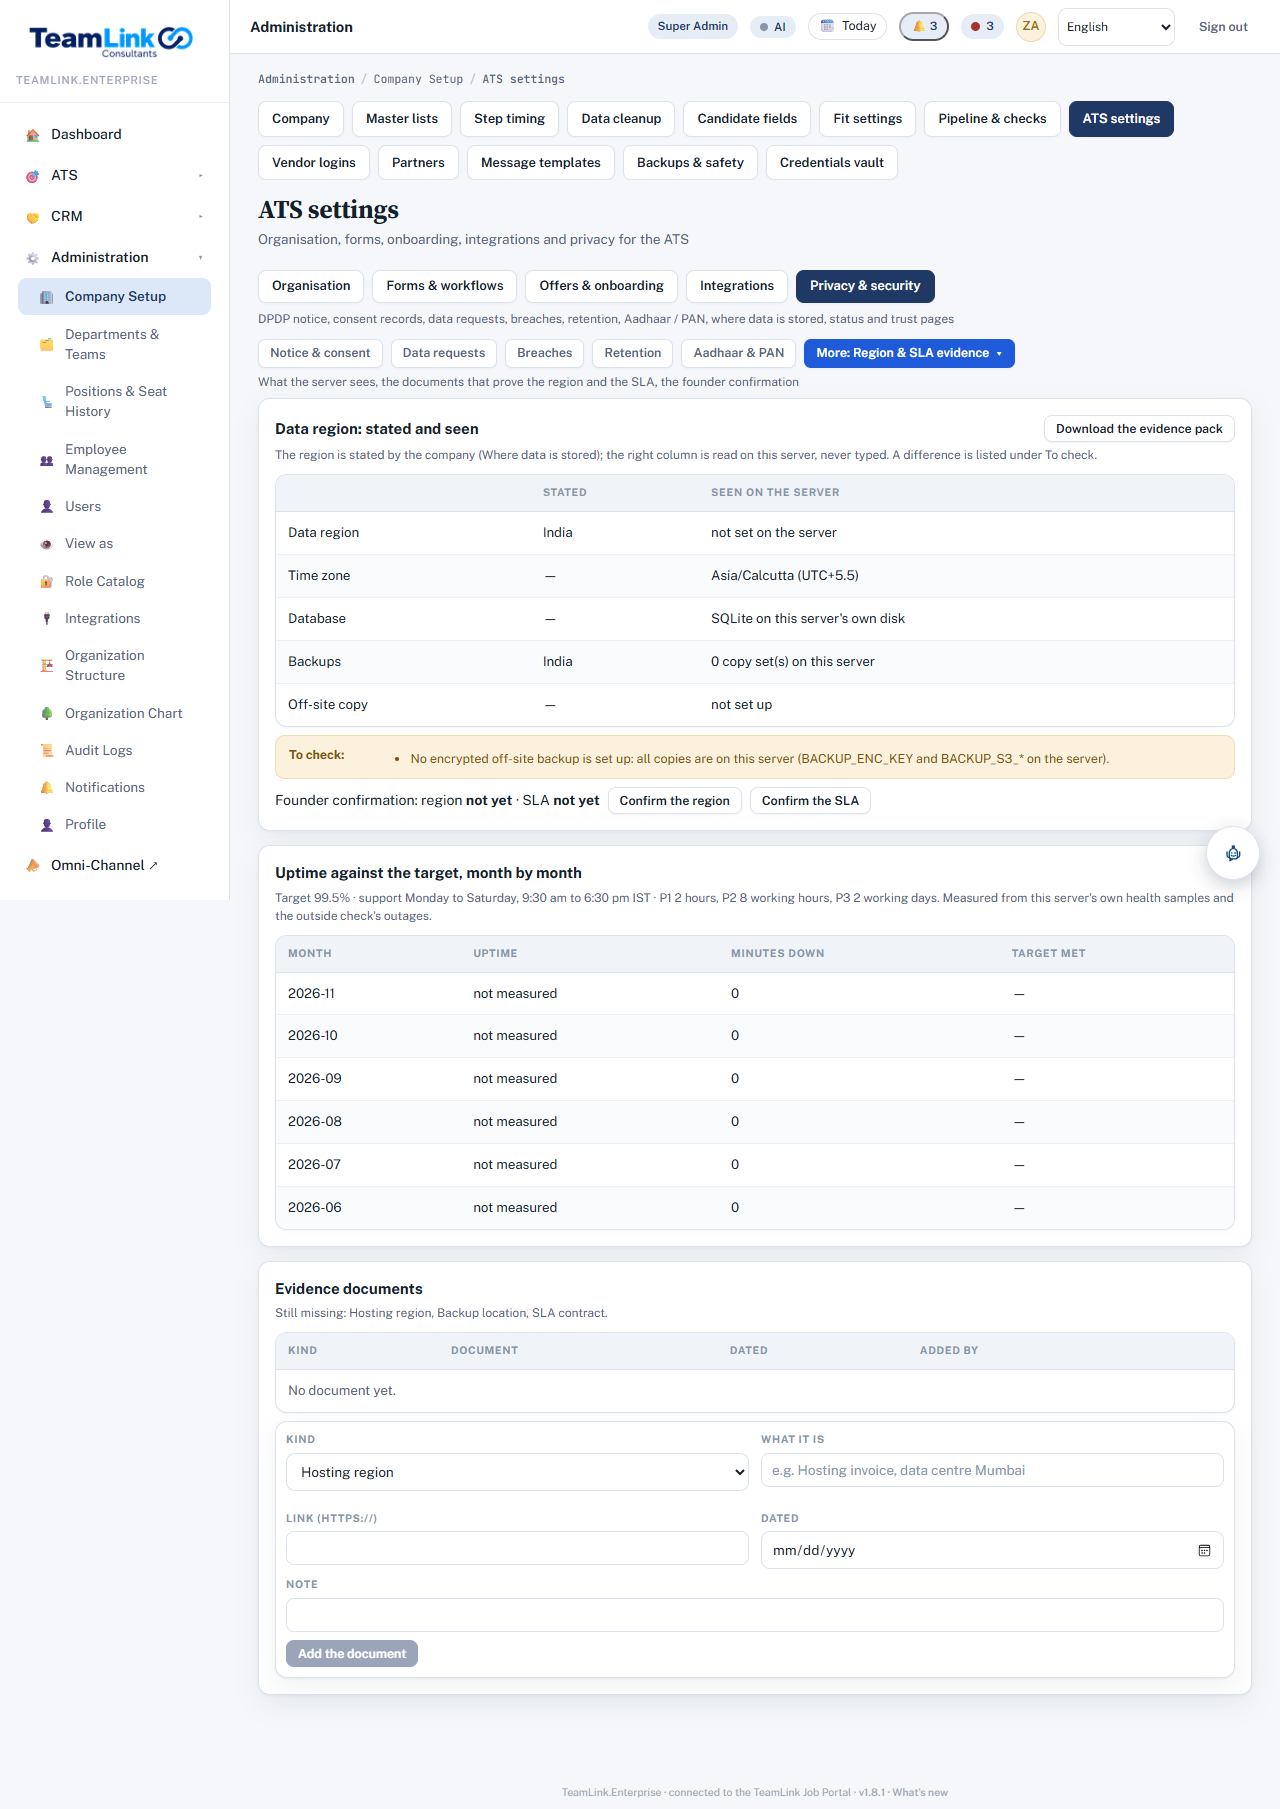 TeamLink
Consultants
TEAMLINK.ENTERPRISE
Dashboard
ATS
CRM
Administration
Company Setup
Departments &
Teams
Positions & Seat
History
Employee
Management
Users
View as
Role Catalog
Integrations
Organization
Structure
Organization Chart
Audit Logs
Notifications
Profile
Omni-Channel ↗
Administration
Super Admin
AI
Today
3
3
ZA
English
Sign out
Administration / Company Setup / ATS settings
Company
Master lists
Step timing
Data cleanup
Candidate fields
Fit settings
Pipeline & checks
ATS settings
Vendor logins
Partners
Message templates
Backups & safety
Credentials vault
ATS settings
Organisation, forms, onboarding, integrations and privacy for the ATS
Organisation
Forms & workflows
Offers & onboarding
Integrations
Privacy & security
DPDP notice, consent records, data requests, breaches, retention, Aadhaar / PAN, where data is stored, status and trust pages
Notice & consent
Data requests
Breaches
Retention
Aadhaar & PAN
More: Region & SLA evidence
What the server sees, the documents that prove the region and the SLA, the founder confirmation
Data region: stated and seen
Download the evidence pack
The region is stated by the company (Where data is stored); the right column is read on this server, never typed. A difference is listed under To check.
STATED SEEN ON THE SERVER
Data region India not set on the server
Time zone — Asia/Calcutta (UTC+5.5)
Database — SQLite on this server's own disk
Backups India 0 copy set(s) on this server
Off-site copy — not set up
To check: • No encrypted off-site backup is set up: all copies are on this server (BACKUP_ENC_KEY and BACKUP_S3_* on the server).
Founder confirmation: region not yet · SLA not yet
Confirm the region
Confirm the SLA
Uptime against the target, month by month
Target 99.5% · support Monday to Saturday, 9:30 am to 6:30 pm IST · P1 2 hours, P2 8 working hours, P3 2 working days. Measured from this server's own health samples and
the outside check's outages.
MONTH UPTIME MINUTES DOWN TARGET MET
2026-11 not measured 0 —
2026-10 not measured 0 —
2026-09 not measured 0 —
2026-08 not measured 0 —
2026-07 not measured 0 —
2026-06 not measured 0 —
Evidence documents
Still missing: Hosting region, Backup location, SLA contract.
KIND DOCUMENT DATED ADDED BY
No document yet.
KIND
Hosting region
WHAT IT IS
e.g. Hosting invoice, data centre Mumbai
LINK (HTTPS://)
DATED
mm/dd/yyyy
NOTE
Add the document
TeamLink.Enterprise · connected to the TeamLink Job Portal · v1.8.1 · What's new